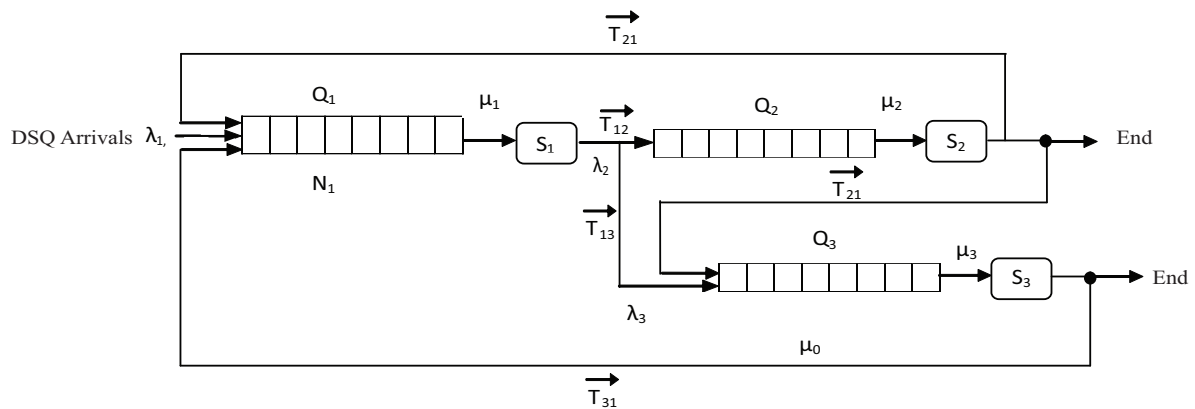 T₂₁
Q₁
μ₁
Q₂
μ₂
DSQ Arrivals λ₁,
S₁
T₁₂
S₂
End
λ₂
N₁
T₂₁
T₁₃
Q₃
μ₃
S₃
End
λ₃
μ₀
T₃₁